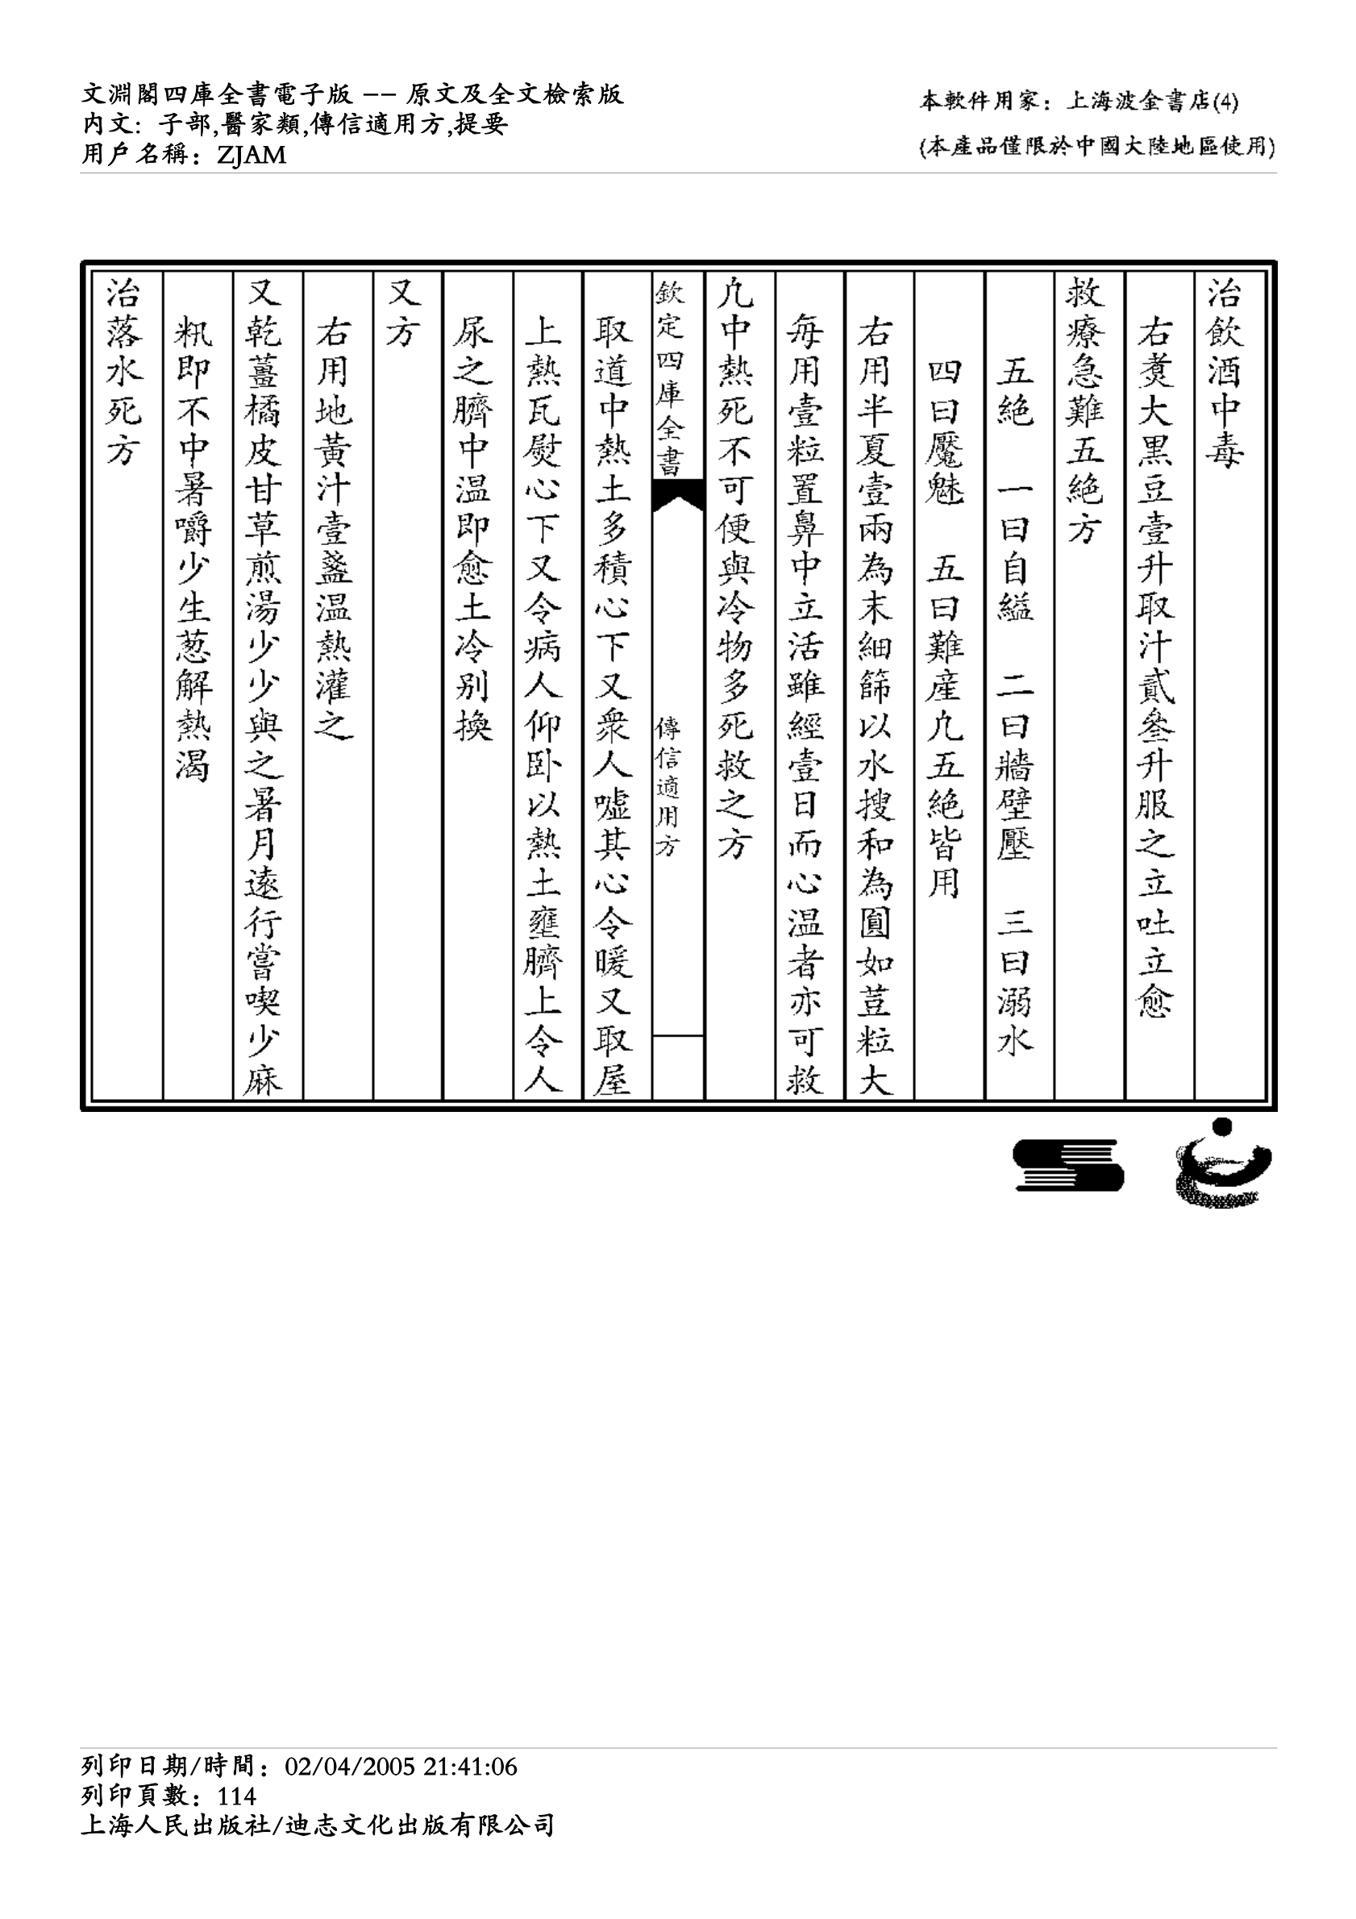 文淵閣四庫全書電子版 -- 原文及全文檢索版
内文: 子部,醫家類,傳信適用方,提要
用戶名稱: ZJAM
本軟件用家: 上海波金書店(4)
(本產品僅限於中國大陸地區使用)
治飲酒中毒
右煑大黑豆壹升取汁貳叄升服之立吐立愈
救療急難五絶方
五絶 一曰自縊 二曰牆壁壓 三曰溺水
四曰魘魅 五曰難産凢五絶皆用
右用半夏壹兩為末細篩以水搜和為圓如荳粒大
每用壹粒置鼻中立活雖經壹日而心温者亦可救
凢中熱死不可便與冷物多死救之方
欽定四庫全書 傳信適用方
取道中熱土多積心下又衆人噓其心令暖又取屋
上熱瓦熨心下又令病人仰卧以熱土壅臍上令人
尿之臍中温即愈土冷别換
又方
右用地黄汁壹盞温熱灌之
又乾薑橘皮甘草煎湯少少與之暑月逺行嘗喫少麻
籸即不中暑嚼少生葱解熱渴
治落水死方
列印日期/時間: 02/04/2005 21:41:06
列印頁數: 114
上海人民出版社/迪志文化出版有限公司